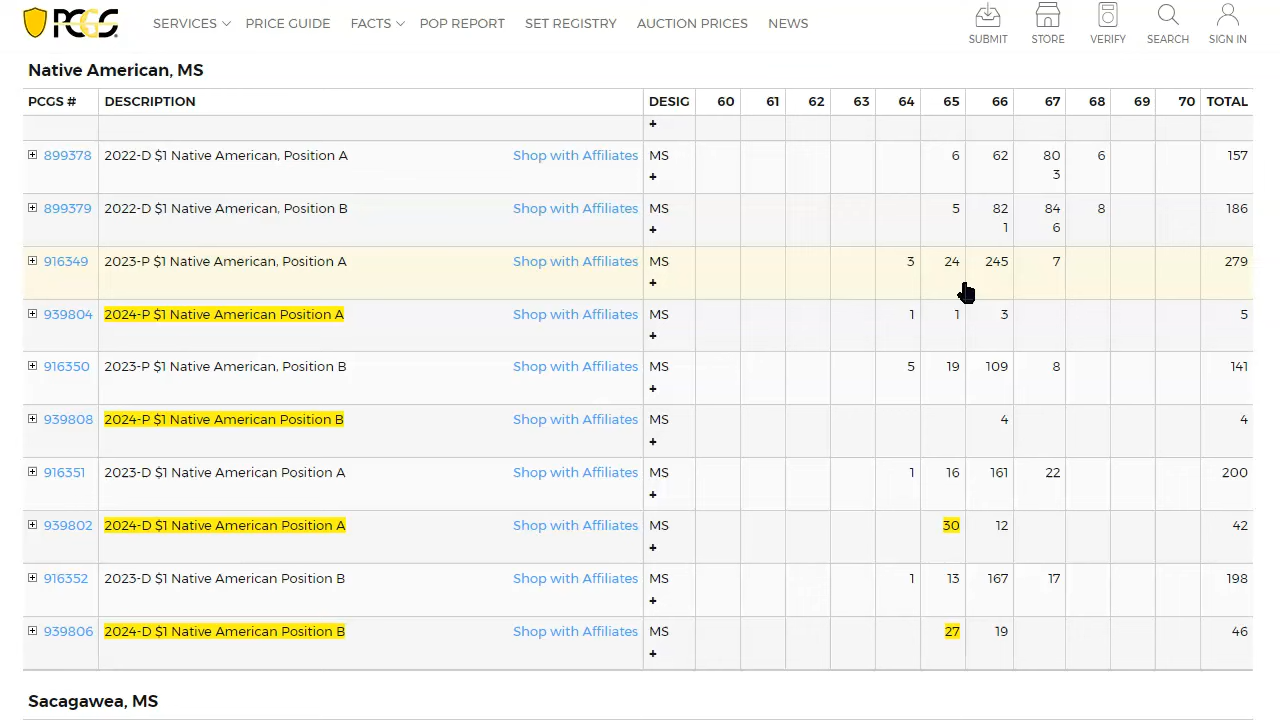 PCGS SERVICES PRICE GUIDE FACTS POP REPORT SET REGISTRY AUCTION PRICES NEWS SUBMIT STORE VERIFY SEARCH SIGN IN
Native American, MS
PCGS # DESCRIPTION DESIG 60 61 62 63 64 65 66 67 68 69 70 TOTAL
+
899378 2022-D $1 Native American, Position A Shop with Affiliates MS 6 62 80 6 157
+ 3
899379 2022-D $1 Native American, Position B Shop with Affiliates MS 5 82 84 8 186
+ 1 6
916349 2023-P $1 Native American, Position A Shop with Affiliates MS 3 24 245 7 279
+
939804 2024-P $1 Native American Position A Shop with Affiliates MS 1 1 3 5
+
916350 2023-P $1 Native American, Position B Shop with Affiliates MS 5 19 109 8 141
+
939808 2024-P $1 Native American Position B Shop with Affiliates MS 4 4
+
916351 2023-D $1 Native American Position A Shop with Affiliates MS 1 16 161 22 200
+
939802 2024-D $1 Native American Position A Shop with Affiliates MS 30 12 42
+
916352 2023-D $1 Native American Position B Shop with Affiliates MS 1 13 167 17 198
+
939806 2024-D $1 Native American Position B Shop with Affiliates MS 27 19 46
+
Sacagawea, MS